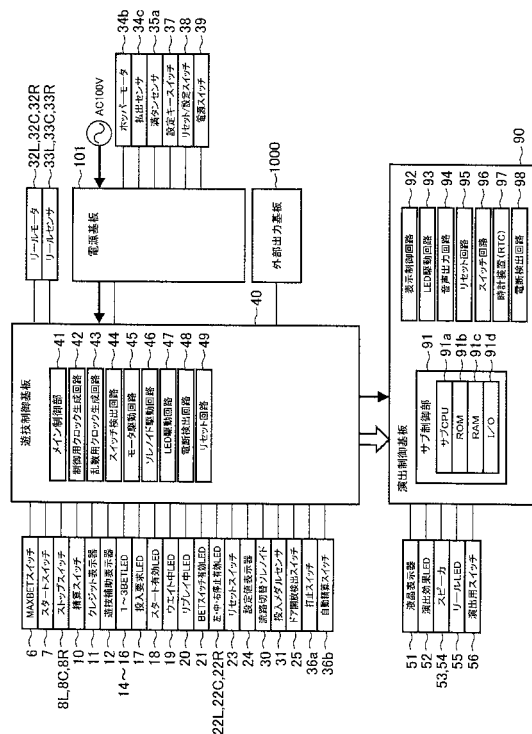 6 MAXBETスイッチ
7 スタートスイッチ
8L,8C,8R ストップスイッチ
10 精算スイッチ
11 クレジット表示器
12 遊技補助表示器
14～16 1～3BETLED
17 投入要求LED
18 スタート有効LED
19 ウエイト中LED
20 リプレイ中LED
21 BETスイッチ有効LED
22L,22C,22R 左・中・右停止有効LED
23 リセットスイッチ
24 設定値表示器
30 流路切替ソレノイド
31 投入メダルセンサ
25 ドア開放検出スイッチ
36a 打止スイッチ
36b 自動精算スイッチ
遊技制御基板
40
メイン制御部 41
制御用クロック生成回路 42
乱数用クロック生成回路 43
スイッチ検出回路 44
モータ駆動回路 45
ソレノイド駆動回路 46
LED駆動回路 47
電断検出回路 48
リセット回路 49
リールモータ 32L,32C,32R
リールセンサ 33L,33C,33R
電源基板
101
AC100V
ホッパーモータ 34b
払出センサ 34c
満タンセンサ 35a
設定キースイッチ 37
リセット/設定スイッチ 38
電源スイッチ 39
外部出力基板
1000
51 液晶表示器
52 演出効果LED
53,54 スピーカ
55 リールLED
56 演出用スイッチ
演出制御基板
90
サブ制御部 91
サブCPU 91a
ROM 91b
RAM 91c
I/O 91d
表示制御回路 92
LED駆動回路 93
音声出力回路 94
リセット回路 95
スイッチ回路 96
時計装置(RTC) 97
電断検出回路 98